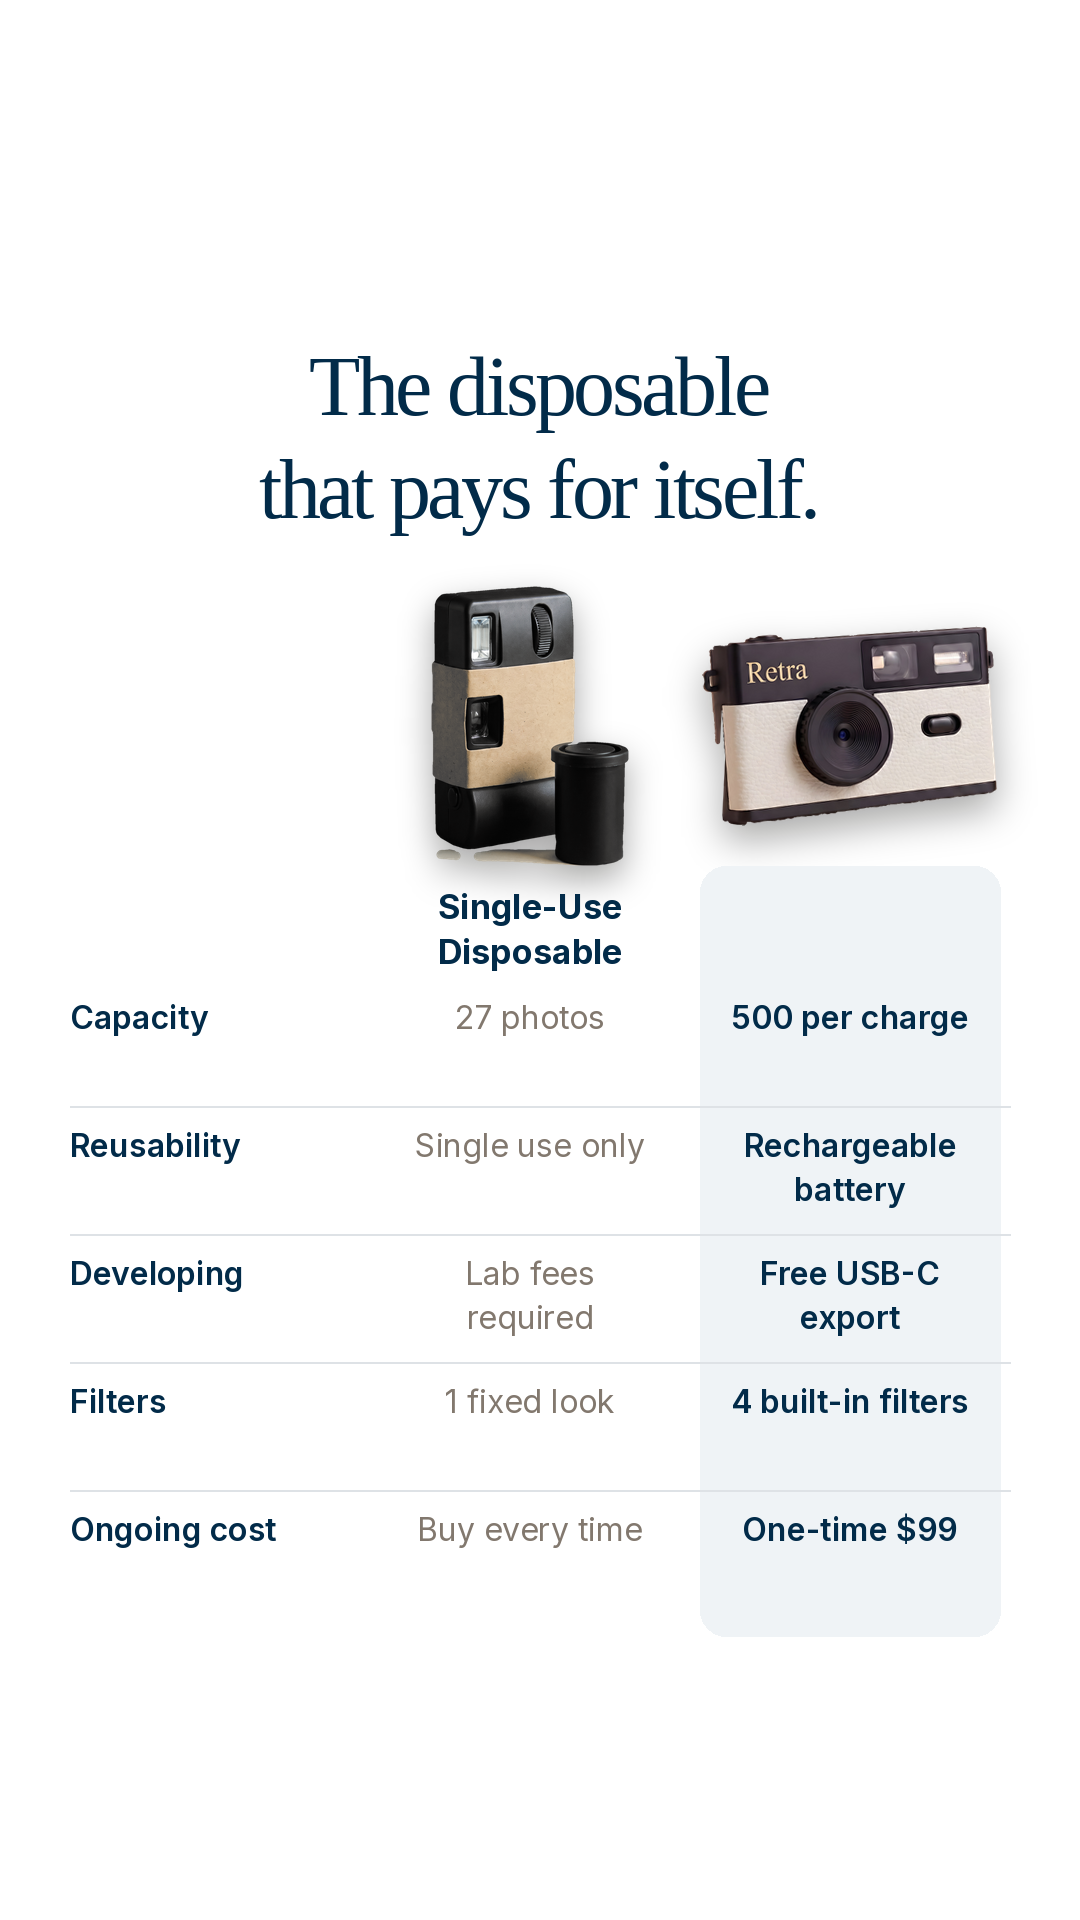 The disposable
that pays for itself.
Retra
Single-Use
Disposable
Capacity
27 photos
500 per charge
Reusability
Single use only
Rechargeable
battery
Developing
Lab fees
required
Free USB-C
export
Filters
1 fixed look
4 built-in filters
Ongoing cost
Buy every time
One-time $99